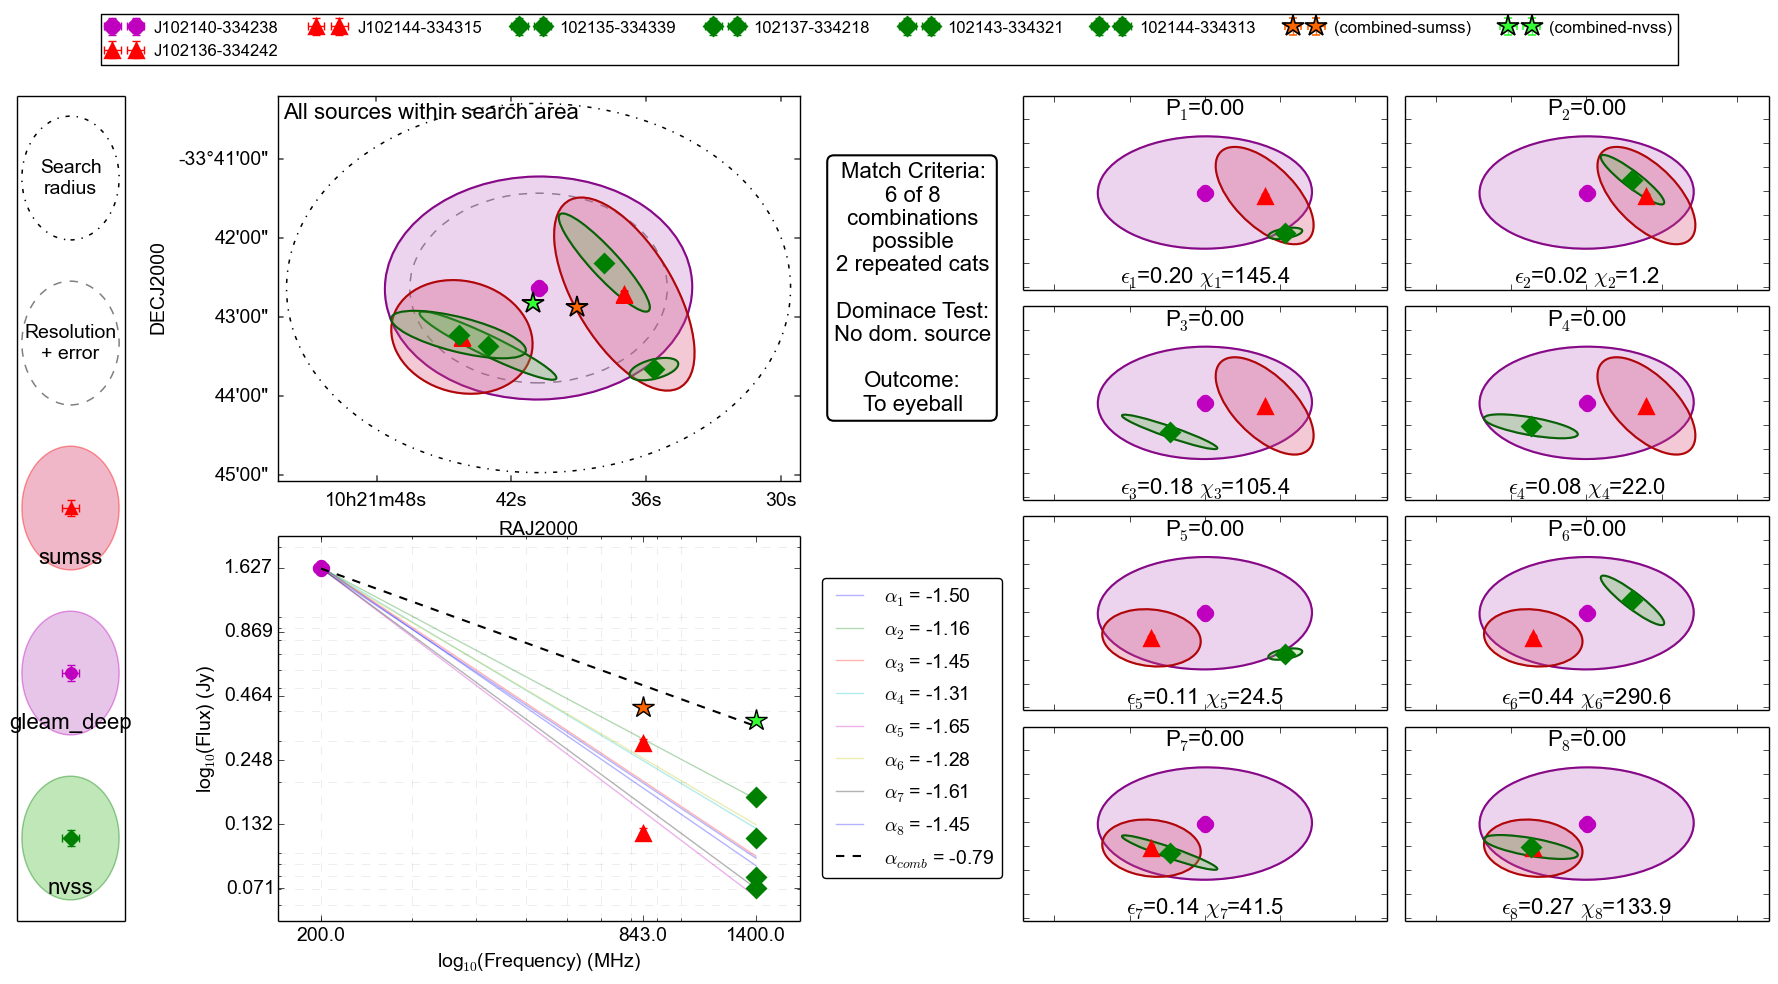 J102140-334238
J102144-334315
102135-334339
102137-334218
102143-334321
102144-334313
(combined-sumss)
(combined-nvss)
J102136-334242
Search
radius
Resolution
+ error
sumss
gleam_deep
nvss
All sources within search area
DECJ2000
-33°41'00"
42'00"
43'00"
44'00"
45'00"
10h21m48s
42s
36s
30s
RAJ2000
Match Criteria:
6 of 8
combinations
possible
2 repeated cats
Dominace Test:
No dom. source
Outcome:
To eyeball
log₁₀(Flux) (Jy)
1.627
0.869
0.464
0.248
0.132
0.071
200.0
843.0
1400.0
log₁₀(Frequency) (MHz)
α₁ = -1.50
α₂ = -1.16
α₃ = -1.45
α₄ = -1.31
α₅ = -1.65
α₆ = -1.28
α₇ = -1.61
α₈ = -1.45
α_comb = -0.79
P₁=0.00
ϵ₁=0.20 χ₁=145.4
P₂=0.00
ϵ₂=0.02 χ₂=1.2
P₃=0.00
ϵ₃=0.18 χ₃=105.4
P₄=0.00
ϵ₄=0.08 χ₄=22.0
P₅=0.00
ϵ₅=0.11 χ₅=24.5
P₆=0.00
ϵ₆=0.44 χ₆=290.6
P₇=0.00
ϵ₇=0.14 χ₇=41.5
P₈=0.00
ϵ₈=0.27 χ₈=133.9